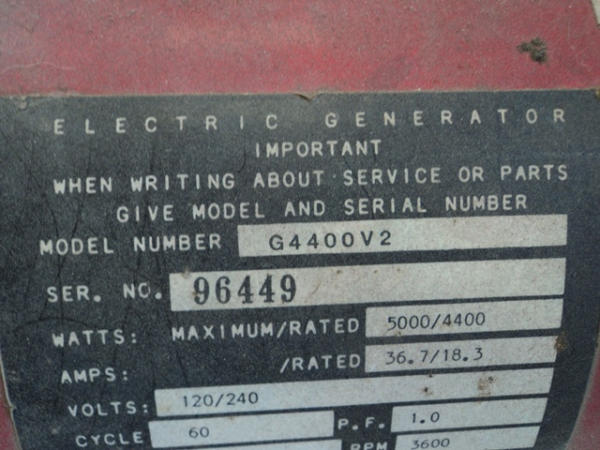 ELECTRIC GENERATOR
IMPORTANT
WHEN WRITING ABOUT SERVICE OR PARTS
GIVE MODEL AND SERIAL NUMBER
MODEL NUMBER G4400V2
SER. NO. 96449
WATTS: MAXIMUM/RATED 5000/4400
AMPS: /RATED 36.7/18.3
VOLTS: 120/240
CYCLE 60 P.F. 1.0
RPM 3600